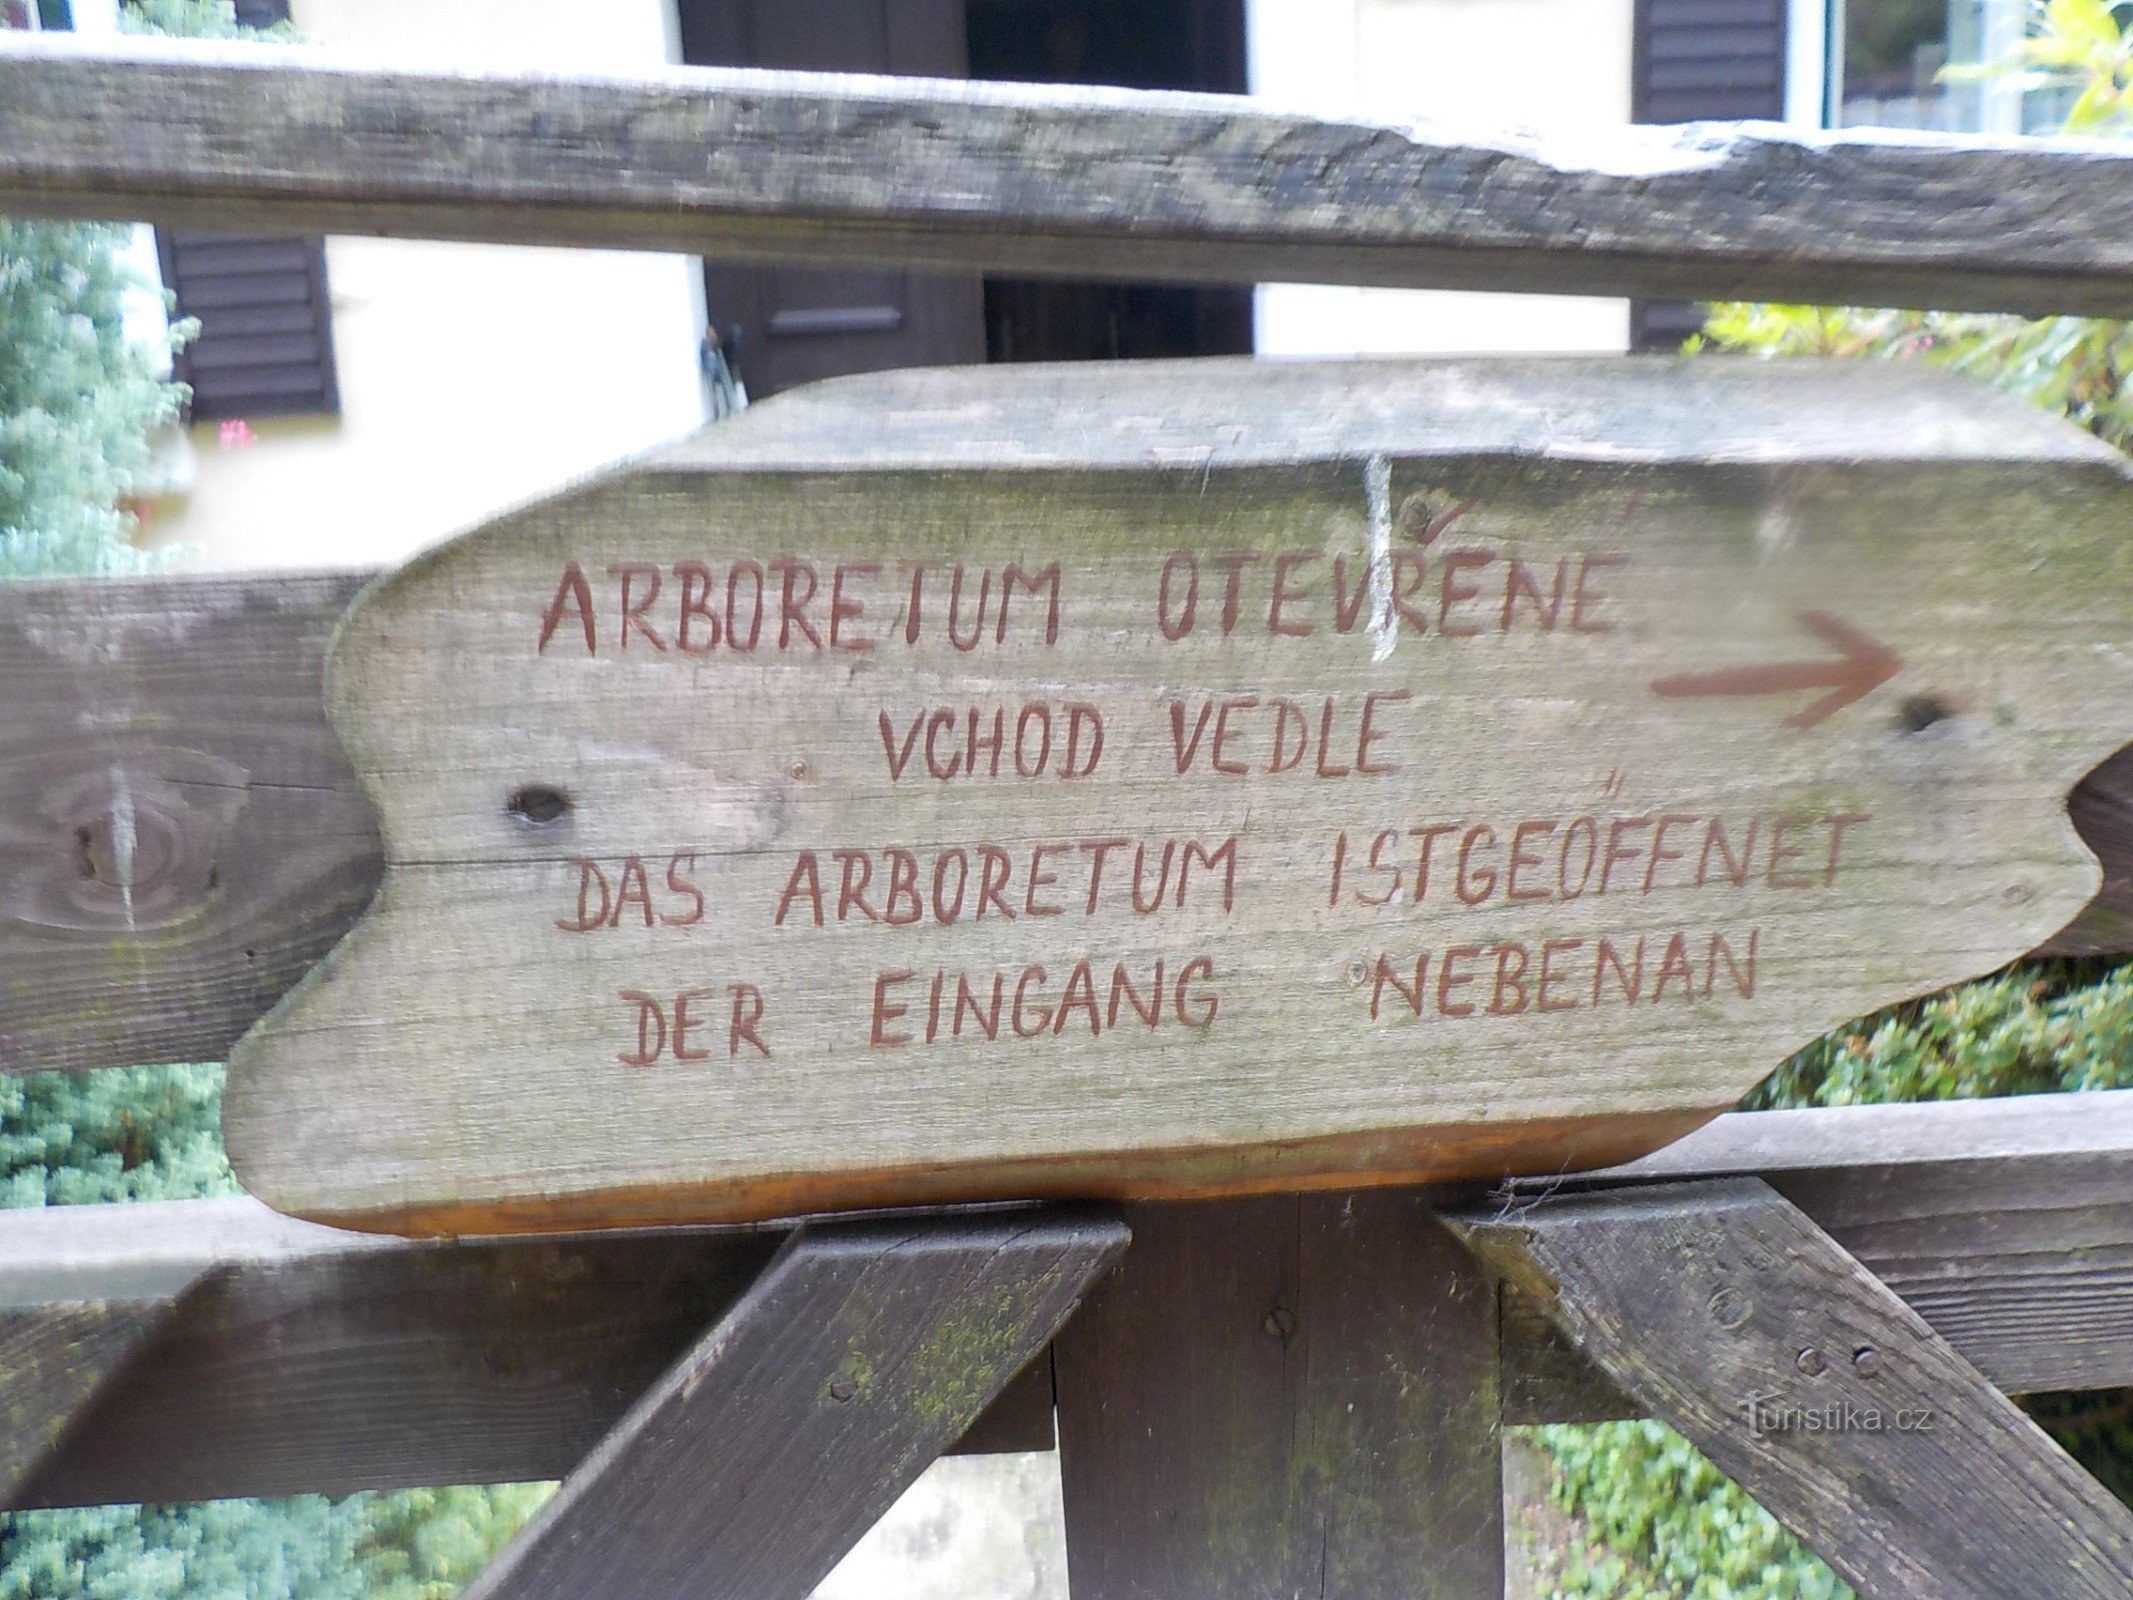 ARBORETUM OTEVŘENÉ
VCHOD VEDLE
DAS ARBORETUM ISTGEÖFFNET
DER EINGANG NEBENAN
Turistika.cz